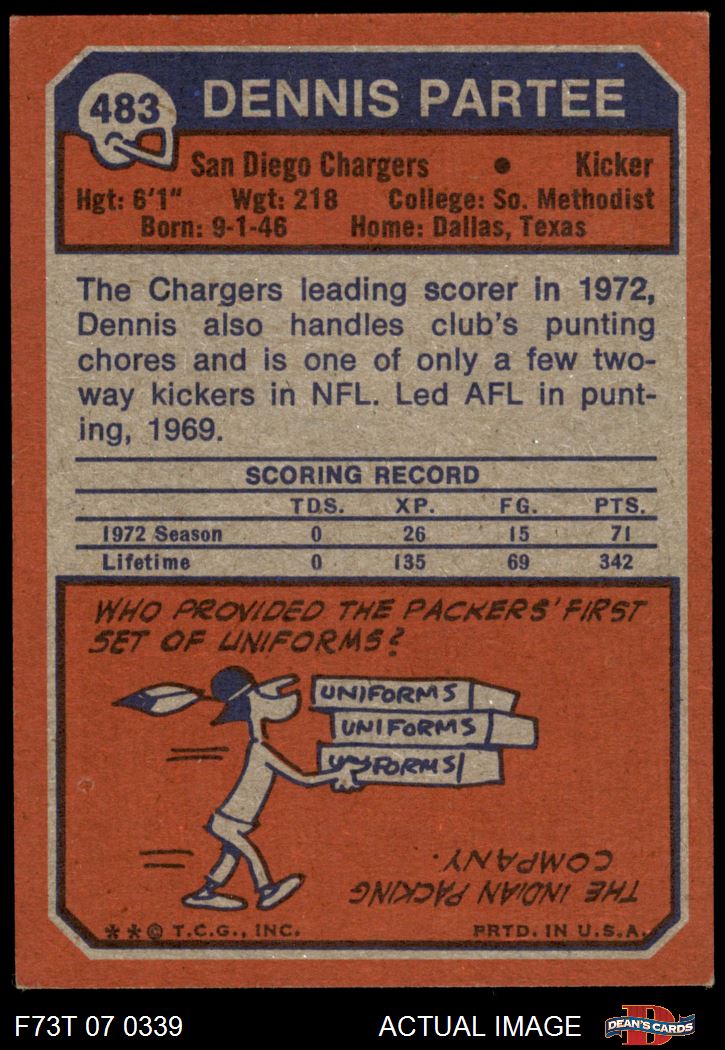 483
DENNIS PARTEE
San Diego Chargers • Kicker
Hgt: 6'1" Wgt: 218 College: So. Methodist
Born: 9-1-46 Home: Dallas, Texas
The Chargers leading scorer in 1972,
Dennis also handles club's punting
chores and is one of only a few two-
way kickers in NFL. Led AFL in punt-
ing, 1969.
SCORING RECORD
TDS. XP. FG. PTS.
1972 Season 0 26 15 71
Lifetime 0 135 69 342
WHO PROVIDED THE PACKERS' FIRST
SET OF UNIFORMS?
UNIFORMS
UNIFORMS
UNIFORMS
THE INDIAN PACKING
COMPANY.
**© T.C.G., INC. PRTD. IN U.S.A.
F73T 07 0339 ACTUAL IMAGE
D
DEAN'S CARDS